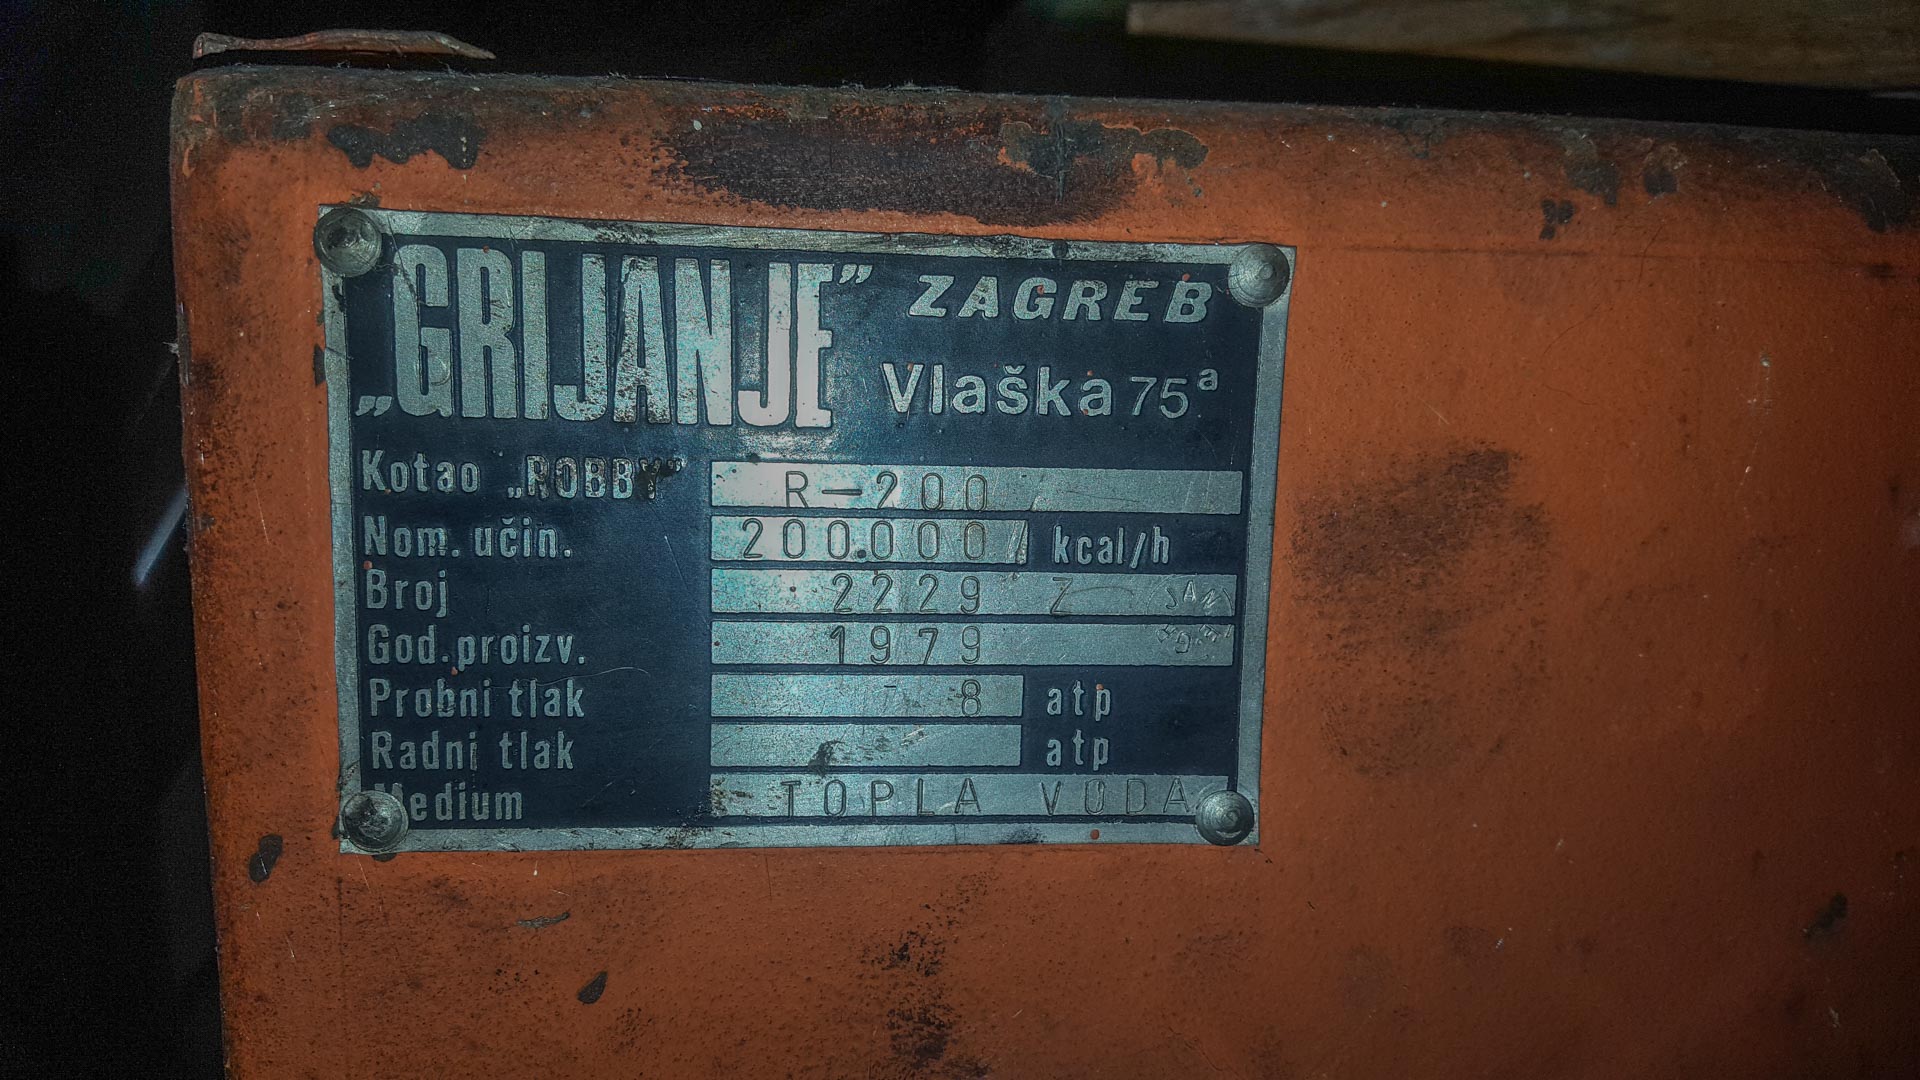 „GRIJANJE” ZAGREB
Vlaška 75ª
Kotao „ROBBY” R-200
Nom. učin. 200.000 kcal/h
Broj 2229 Z
God. proizv. 1979
Probni tlak 8 atp
Radni tlak atp
Medium TOPLA VODA